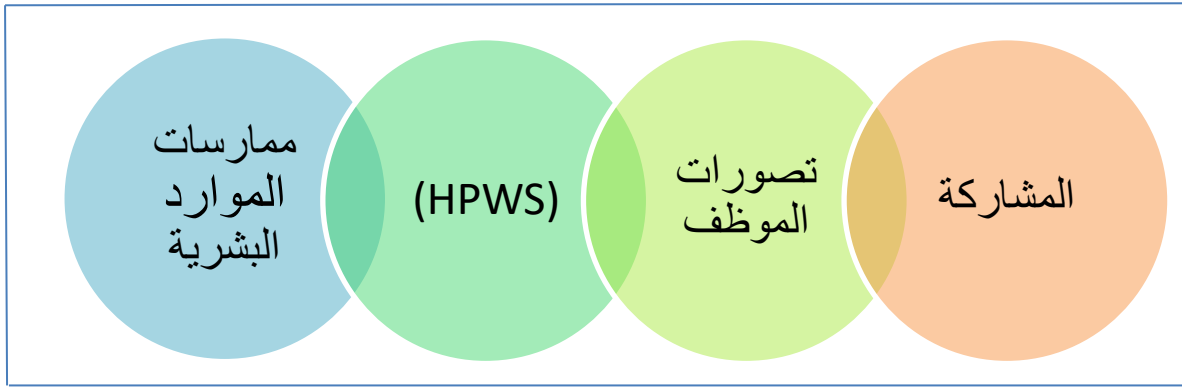 ممارسات
الموارد
البشرية
(HPWS)
تصورات
الموظف
المشاركة